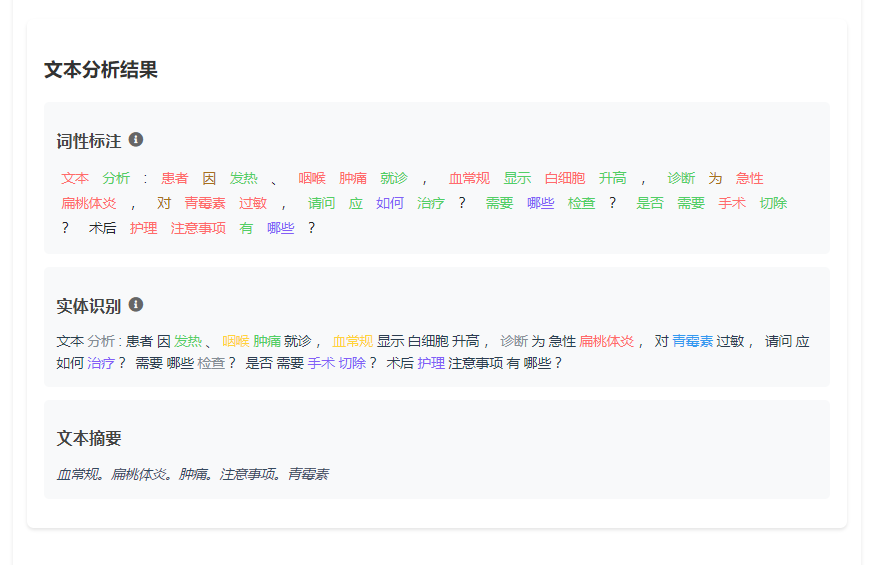 文本分析结果
词性标注
文本 分析 : 患者 因 发热 、 咽喉 肿痛 就诊 ， 血常规 显示 白细胞 升高 ， 诊断 为 急性
扁桃体炎 ， 对 青霉素 过敏 ， 请问 应 如何 治疗 ？ 需要 哪些 检查 ？ 是否 需要 手术 切除
？ 术后 护理 注意事项 有 哪些 ？
实体识别
文本 分析 : 患者 因 发热 、 咽喉 肿痛 就诊 ， 血常规 显示 白细胞 升高 ， 诊断 为 急性 扁桃体炎 ， 对 青霉素 过敏 ， 请问 应
如何 治疗 ？ 需要 哪些 检查 ？ 是否 需要 手术 切除 ？ 术后 护理 注意事项 有 哪些 ？
文本摘要
血常规。扁桃体炎。肿痛。注意事项。青霉素